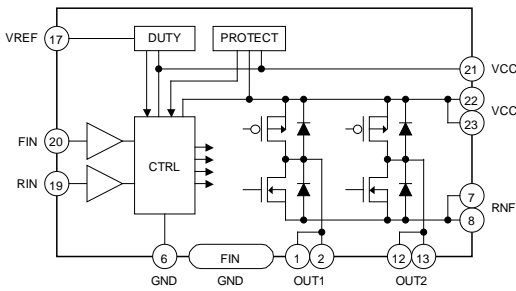 VREF 17 DUTY PROTECT
21 VCC
22 VCC
23
FIN 20
RIN 19
CTRL
7 RNF
8
6 FIN 1 2 12 13
GND GND OUT1 OUT2